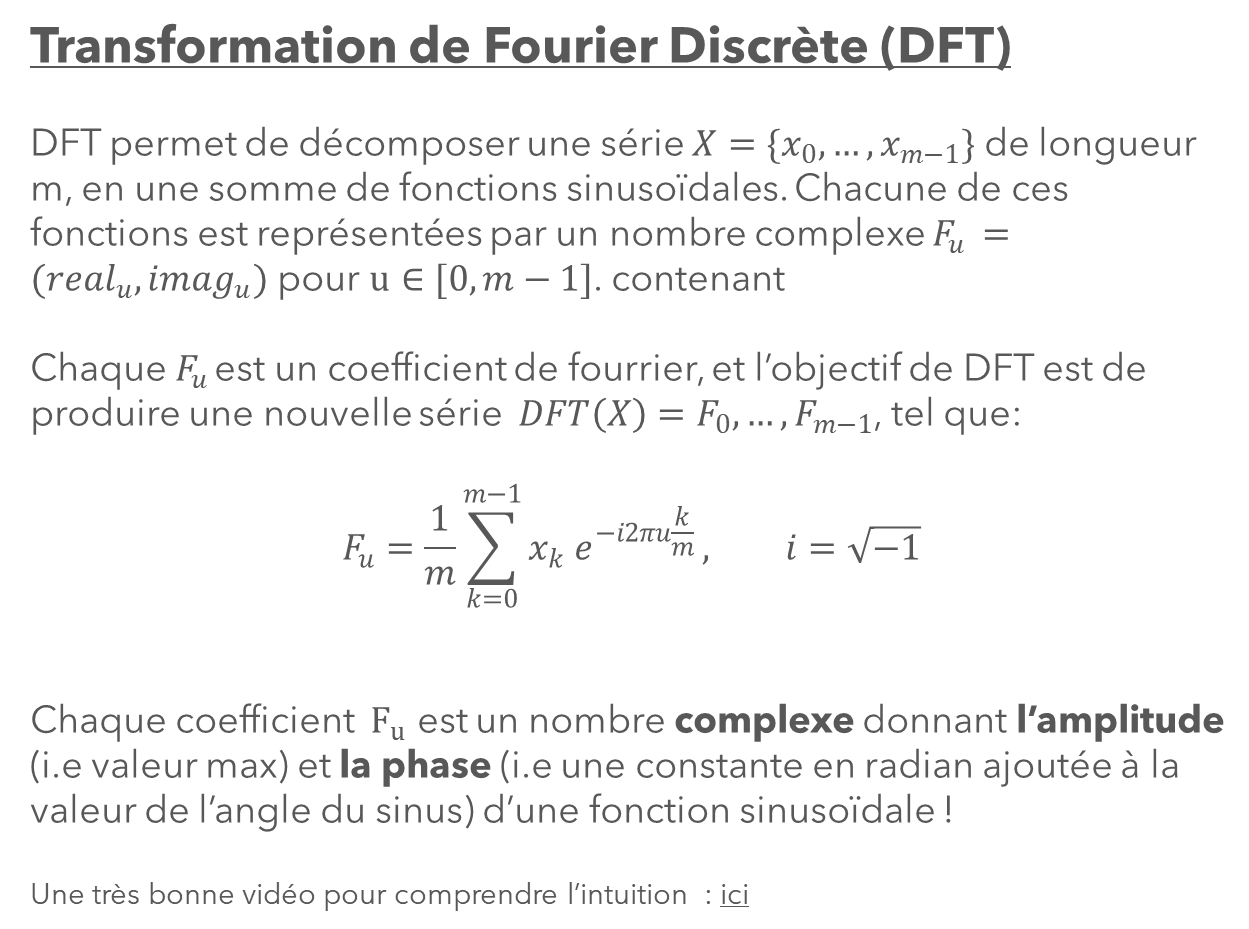 Transformation de Fourier Discrète (DFT)
DFT permet de décomposer une série X = {x₀, … , xₘ₋₁} de longueur
m, en une somme de fonctions sinusoïdales. Chacune de ces
fonctions est représentées par un nombre complexe Fᵤ =
(realᵤ, imagᵤ) pour u ∈ [0, m − 1]. contenant
Chaque Fᵤ est un coefficient de fourrier, et l’objectif de DFT est de
produire une nouvelle série DFT(X) = F₀, … , Fₘ₋₁, tel que:
Fᵤ = \frac{1}{m} \sum_{k=0}^{m−1} xₖ e^{−i2πu\frac{k}{m}}, i = √−1
Chaque coefficient Fᵤ est un nombre complexe donnant l’amplitude
(i.e valeur max) et la phase (i.e une constante en radian ajoutée à la
valeur de l’angle du sinus) d’une fonction sinusoïdale !
Une très bonne vidéo pour comprendre l’intuition : ici